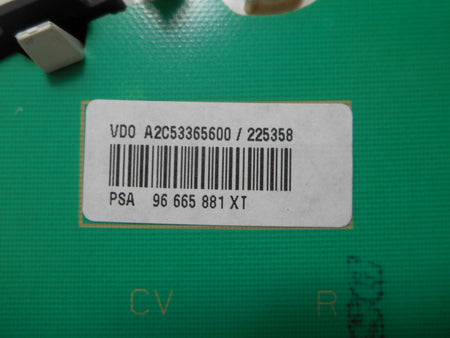 VDO A2C53365600 / 225358
PSA 96 665 881 XT
CV R